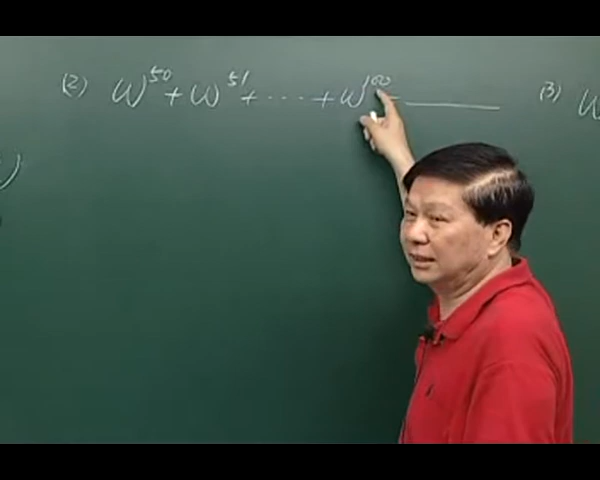 (2) ω^50 + ω^51 + ···· + ω^100 = ______ (3) ω